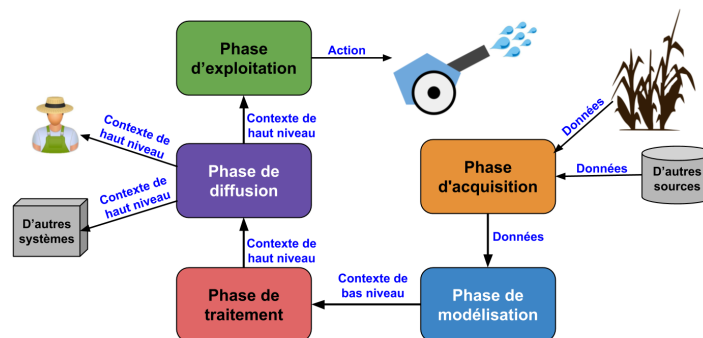 Phase
d'exploitation
Action
Données
Contexte de
haut niveau
Contexte de
haut niveau
Phase de
diffusion
Phase
d'acquisition
Données
D'autres
sources
Contexte de
haut niveau
D'autres
systèmes
Contexte de
haut niveau
Données
Phase de
traitement
Contexte de
bas niveau
Phase de
modélisation